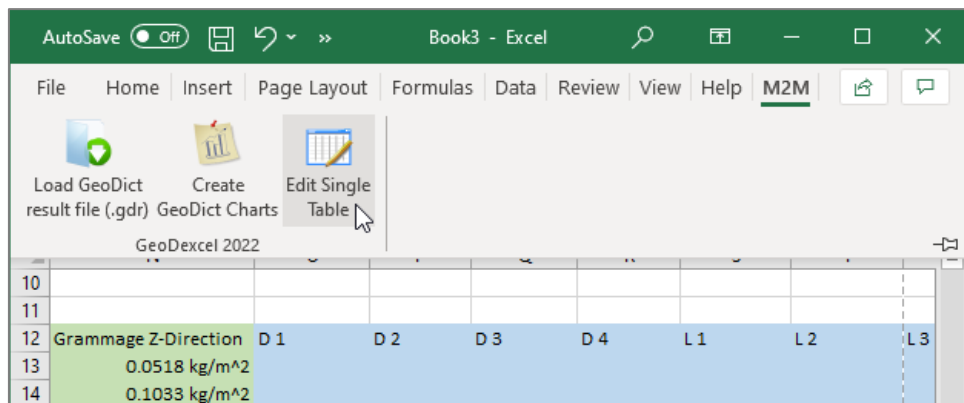 AutoSave Off Book3 - Excel
File Home Insert Page Layout Formulas Data Review View Help M2M
Load GeoDict Create Edit Single
result file (.gdr) GeoDict Charts Table
GeoDexcel 2022
10
11
12 Grammage Z-Direction D 1 D 2 D 3 D 4 L 1 L 2 L 3
13 0.0518 kg/m^2
14 0.1033 kg/m^2